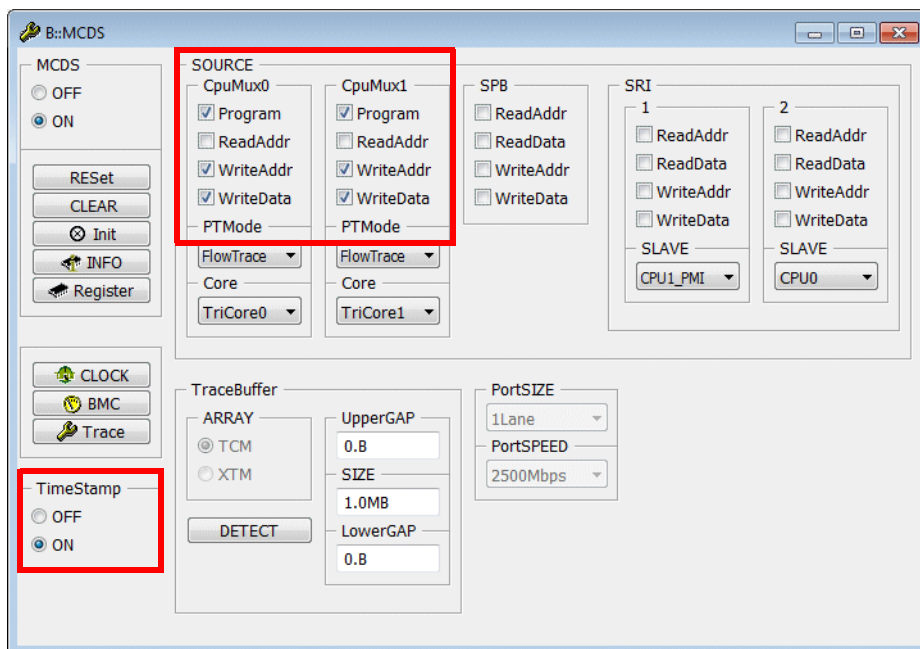 B::MCDS
MCDS
OFF
ON
RESet
CLEAR
Init
INFO
Register
CLOCK
BMC
Trace
TimeStamp
OFF
ON
SOURCE
CpuMux0
Program
ReadAddr
WriteAddr
WriteData
PTMode
FlowTrace
Core
TriCore0
CpuMux1
Program
ReadAddr
WriteAddr
WriteData
PTMode
FlowTrace
Core
TriCore1
SPB
ReadAddr
ReadData
WriteAddr
WriteData
SRI
1
ReadAddr
ReadData
WriteAddr
WriteData
SLAVE
CPU1_PMI
2
ReadAddr
ReadData
WriteAddr
WriteData
SLAVE
CPU0
TraceBuffer
ARRAY
TCM
XTM
DETECT
UpperGAP
0.B
SIZE
1.0MB
LowerGAP
0.B
PortSIZE
1Lane
PortSPEED
2500Mbps